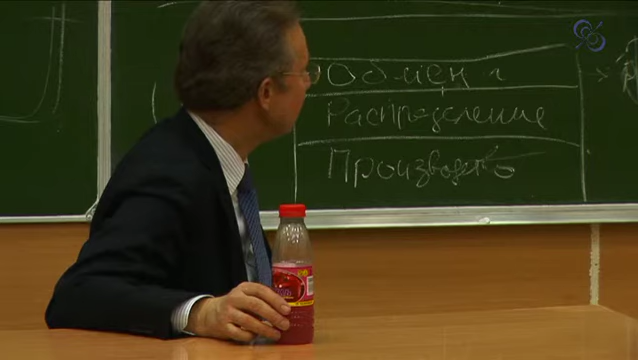 Обмен
Распределение
Производство